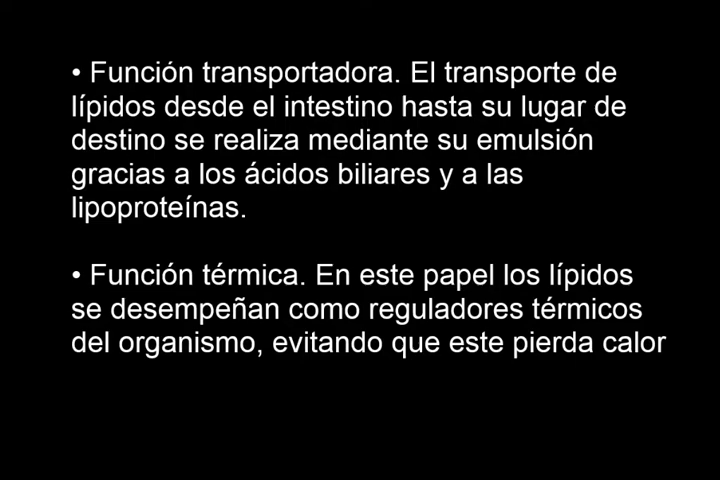 • Función transportadora. El transporte de
lípidos desde el intestino hasta su lugar de
destino se realiza mediante su emulsión
gracias a los ácidos biliares y a las
lipoproteínas.
• Función térmica. En este papel los lípidos
se desempeñan como reguladores térmicos
del organismo, evitando que este pierda calor